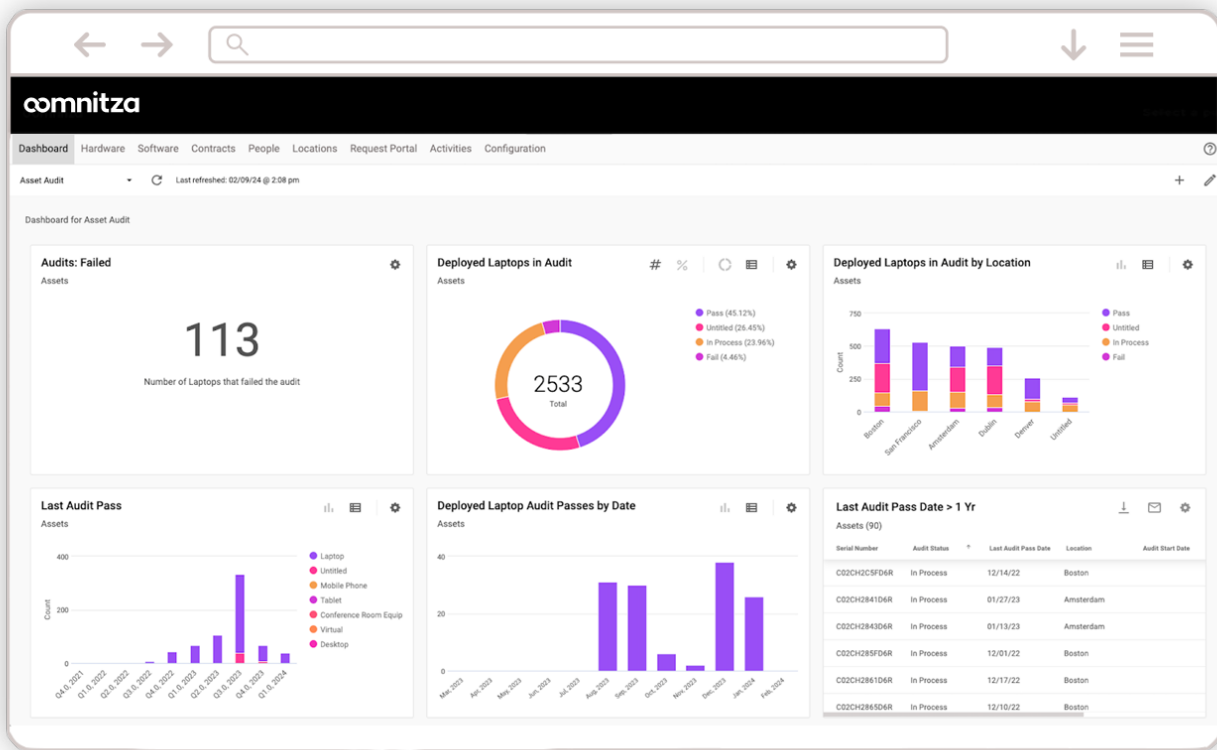 oomnitza
Dashboard Hardware Software Contracts People Locations Request Portal Activities Configuration
Asset Audit Last refreshed: 02/09/24 @ 2:08 pm
Dashboard for Asset Audit
Audits: Failed
Assets
113
Number of Laptops that failed the audit
Deployed Laptops in Audit
Assets
# %
Pass (45.12%)
Untitled (26.45%)
In Process (23.96%)
Fail (4.46%)
2533
Total
Deployed Laptops in Audit by Location
Assets
750
500
250
0
Count
Boston
San Francisco
Amsterdam
Dublin
Denver
Untitled
Pass
Untitled
In Process
Fail
Last Audit Pass
Assets
400
200
0
Count
Q4.0, 2021
Q1.0, 2022
Q2.0, 2022
Q3.0, 2022
Q4.0, 2022
Q1.0, 2023
Q2.0, 2023
Q3.0, 2023
Q4.0, 2023
Q1.0, 2024
Laptop
Untitled
Mobile Phone
Tablet
Conference Room Equip
Virtual
Desktop
Deployed Laptop Audit Passes by Date
Assets
40
20
0
Mar, 2023
Apr, 2023
May, 2023
Jun, 2023
Jul, 2023
Aug, 2023
Sep, 2023
Oct, 2023
Nov, 2023
Dec, 2023
Jan, 2024
Feb, 2024
Last Audit Pass Date > 1 Yr
Assets (90)
Serial Number Audit Status Last Audit Pass Date Location Audit Start Date
C02CH2C5FD6R In Process 12/14/22 Boston
C02CH2841D6R In Process 01/27/23 Amsterdam
C02CH2843D6R In Process 01/13/23 Amsterdam
C02CH285FD6R In Process 12/01/22 Boston
C02CH2861D6R In Process 12/17/22 Boston
C02CH2865D6R In Process 12/10/22 Boston